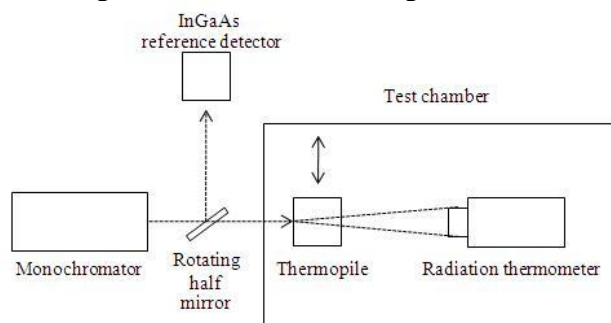 InGaAs
reference detector
Test chamber
Monochromator
Rotating
half
mirror
Thermopile
Radiation thermometer